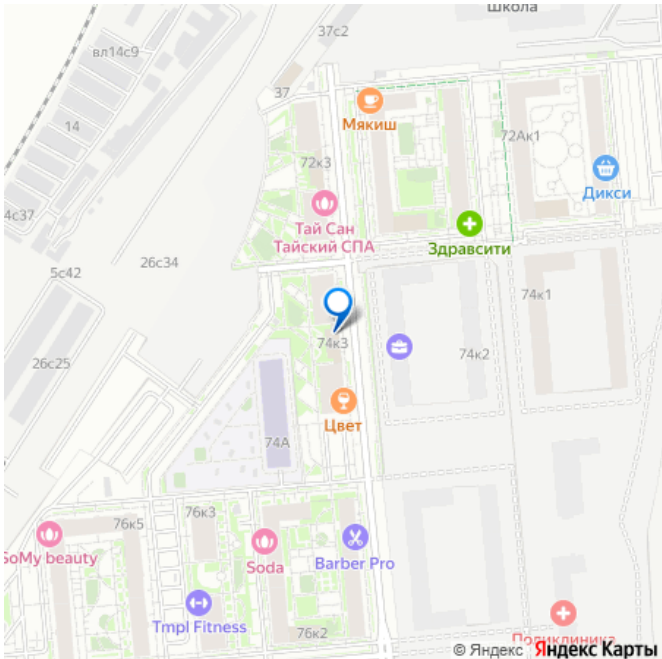 Школа
37с2
вл14с9
37
Мякиш
14
72к3
72Ак1
Дикси
4с37
Тай Сан
Тайский СПА
Здравсити
26с34
5с42
74к1
74к3
74к2
26с25
Цвет
74А
76к5
76к3
SoMy beauty
Soda
Barber Pro
Tmpl Fitness
76к2
Поликлиника
© Яндекс Яндекс Карты